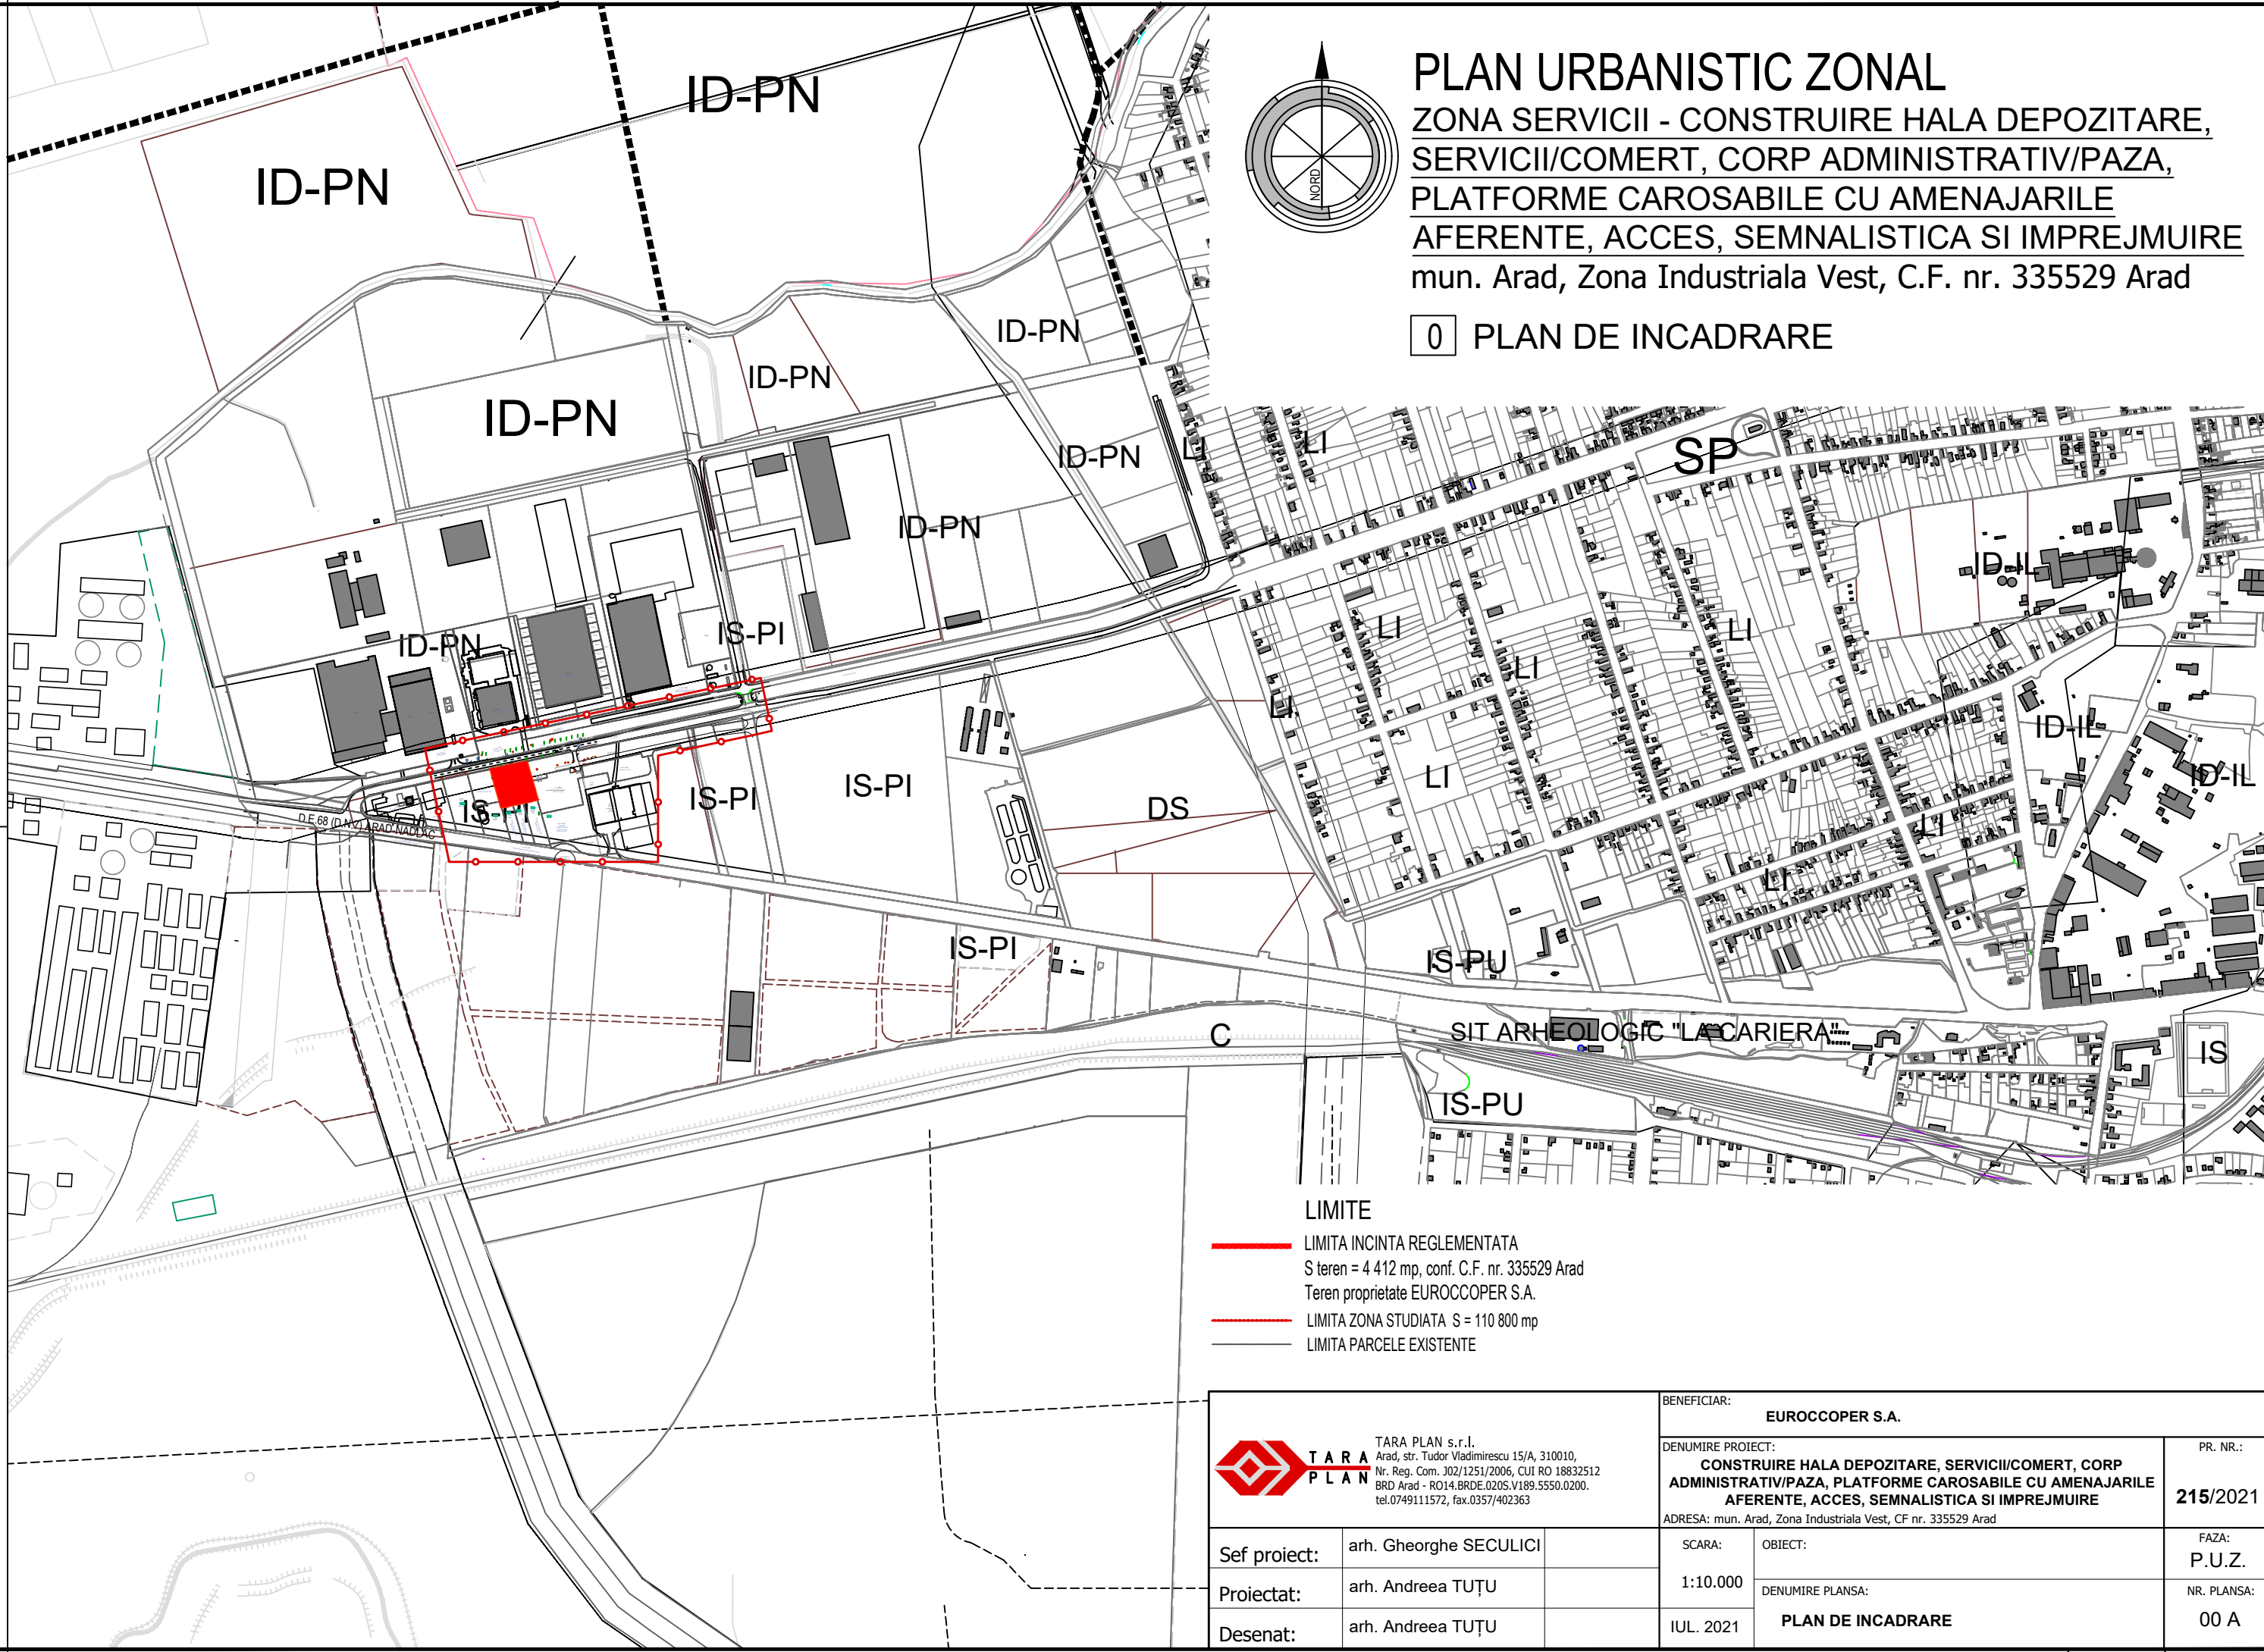 PLAN URBANISTIC ZONAL
ZONA SERVICII - CONSTRUIRE HALA DEPOZITARE,
SERVICII/COMERT, CORP ADMINISTRATIV/PAZA,
PLATFORME CAROSABILE CU AMENAJARILE
AFERENTE, ACCES, SEMNALISTICA SI IMPREJMUIRE
mun. Arad, Zona Industriala Vest, C.F. nr. 335529 Arad
0 PLAN DE INCADRARE
NORD
ID-PN
ID-PN
ID-PN
ID-PN
ID-PN
ID-PN
ID-PN
ID-PN
IS-PI
IS-PI
IS-PI
IS-PI
IS-PI
DS
SP
LI
LI
LI
LI
LI
LI
LI
LI
LI
ID-IL
ID-IL
ID-IL
IS-PU
IS-PU
IS
C
SIT ARHEOLOGIC "LA CARIERA"
ARAD-NADLAC
LIMITE
LIMITA INCINTA REGLEMENTATA
S teren = 4 412 mp, conf. C.F. nr. 335529 Arad
Teren proprietate EUROCCOPER S.A.
LIMITA ZONA STUDIATA S = 110 800 mp
LIMITA PARCELE EXISTENTE
TARA
PLAN
TARA PLAN s.r.l.
Arad, str. Tudor Vladimirescu 15/A, 310010,
Nr. Reg. Com. J02/1251/2006, CUI RO 18832512
BRD Arad - RO14.BRDE.020S.V189.5550.0200.
tel.0749111572, fax.0357/402363
BENEFICIAR:
EUROCCOPER S.A.
DENUMIRE PROIECT:
CONSTRUIRE HALA DEPOZITARE, SERVICII/COMERT, CORP
ADMINISTRATIV/PAZA, PLATFORME CAROSABILE CU AMENAJARILE
AFERENTE, ACCES, SEMNALISTICA SI IMPREJMUIRE
ADRESA: mun. Arad, Zona Industriala Vest, CF nr. 335529 Arad
PR. NR.:
215/2021
Sef proiect: arh. Gheorghe SECULICI
Proiectat: arh. Andreea TUȚU
Desenat: arh. Andreea TUȚU
SCARA:
1:10.000
IUL. 2021
OBIECT:
DENUMIRE PLANSA:
PLAN DE INCADRARE
FAZA:
P.U.Z.
NR. PLANSA:
00 A